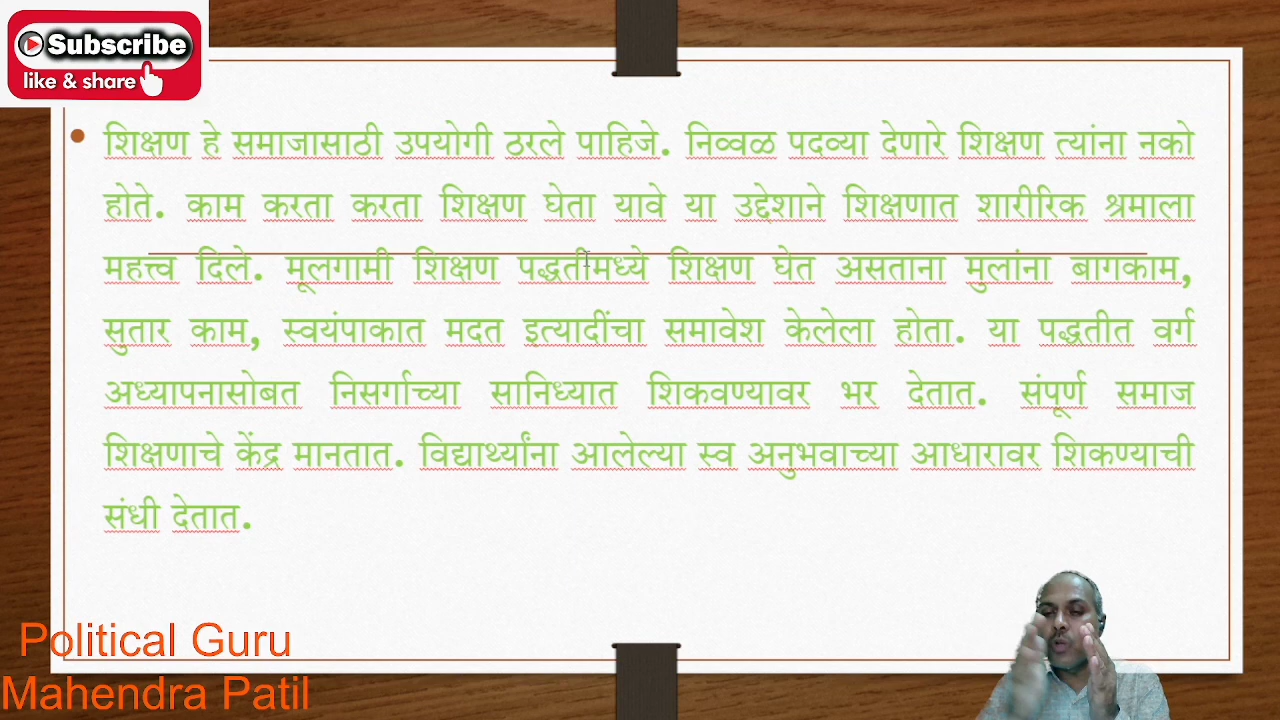 Subscribe
like & share
शिक्षण हे समाजासाठी उपयोगी ठरले पाहिजे. निव्वळ पदव्या देणारे शिक्षण त्यांना नको
होते. काम करता करता शिक्षण घेता यावे या उद्देशाने शिक्षणात शारीरिक श्रमाला
महत्त्व दिले. मूलगामी शिक्षण पद्धतींमध्ये शिक्षण घेत असताना मुलांना बागकाम,
सुतार काम, स्वयंपाकात मदत इत्यादींचा समावेश केलेला होता. या पद्धतीत वर्ग
अध्यापनासोबत निसर्गाच्या सानिध्यात शिकवण्यावर भर देतात. संपूर्ण समाज
शिक्षणाचे केंद्र मानतात. विद्यार्थ्यांना आलेल्या स्व अनुभवाच्या आधारावर शिकण्याची
संधी देतात.
Political Guru
Mahendra Patil